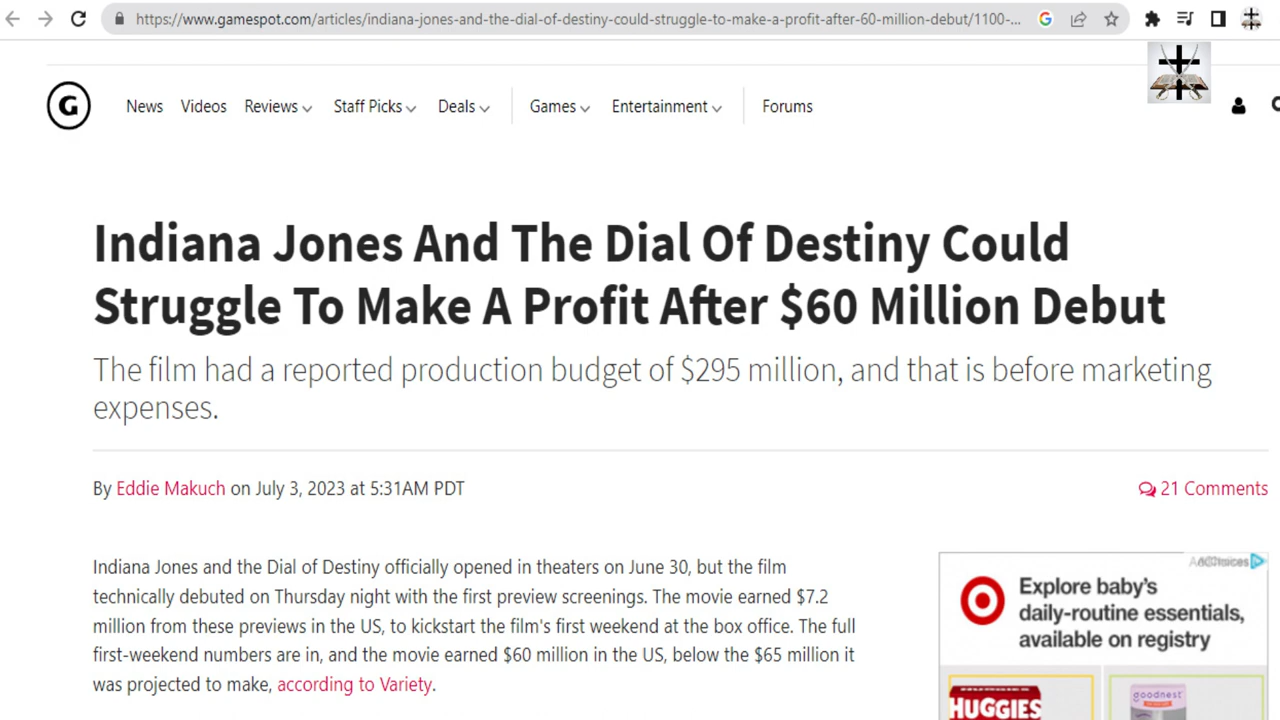 https://www.gamespot.com/articles/indiana-jones-and-the-dial-of-destiny-could-struggle-to-make-a-profit-after-60-million-debut/1100-...
G
News Videos Reviews Staff Picks Deals Games Entertainment Forums
Indiana Jones And The Dial Of Destiny Could
Struggle To Make A Profit After $60 Million Debut
The film had a reported production budget of $295 million, and that is before marketing
expenses.
By Eddie Makuch on July 3, 2023 at 5:31AM PDT
21 Comments
Indiana Jones and the Dial of Destiny officially opened in theaters on June 30, but the film
technically debuted on Thursday night with the first preview screenings. The movie earned $7.2
million from these previews in the US, to kickstart the film's first weekend at the box office. The full
first-weekend numbers are in, and the movie earned $60 million in the US, below the $65 million it
was projected to make, according to Variety.
Explore baby's
daily-routine essentials,
available on registry
HUGGIES
goodnest